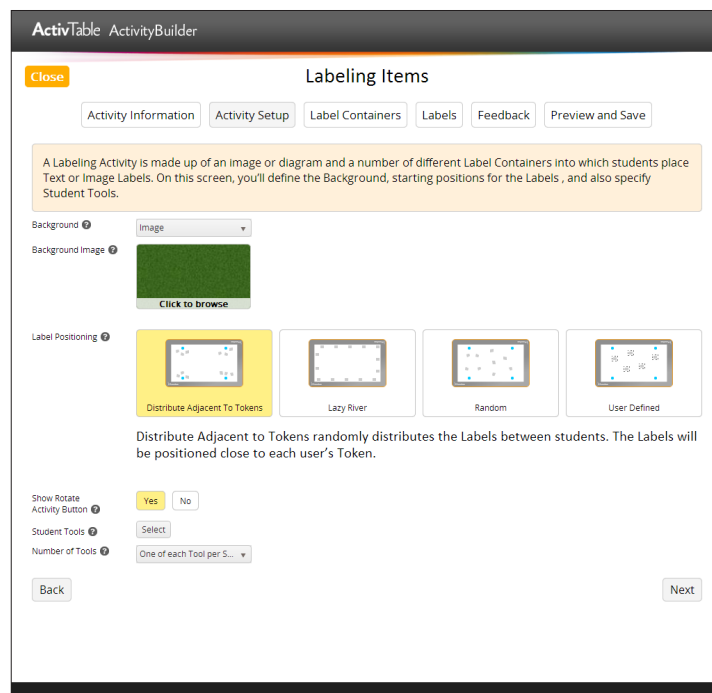 ActivTable ActivityBuilder
Close
Labeling Items
Activity Information
Activity Setup
Label Containers
Labels
Feedback
Preview and Save
A Labeling Activity is made up of an image or diagram and a number of different Label Containers into which students place
Text or Image Labels. On this screen, you'll define the Background, starting positions for the Labels , and also specify
Student Tools.
Background ?
Image
Background Image ?
Click to browse
Label Positioning ?
Distribute Adjacent To Tokens
Lazy River
Random
User Defined
Distribute Adjacent to Tokens randomly distributes the Labels between students. The Labels will
be positioned close to each user's Token.
Show Rotate
Activity Button ?
Yes
No
Student Tools ?
Select
Number of Tools ?
One of each Tool per S...
Back
Next